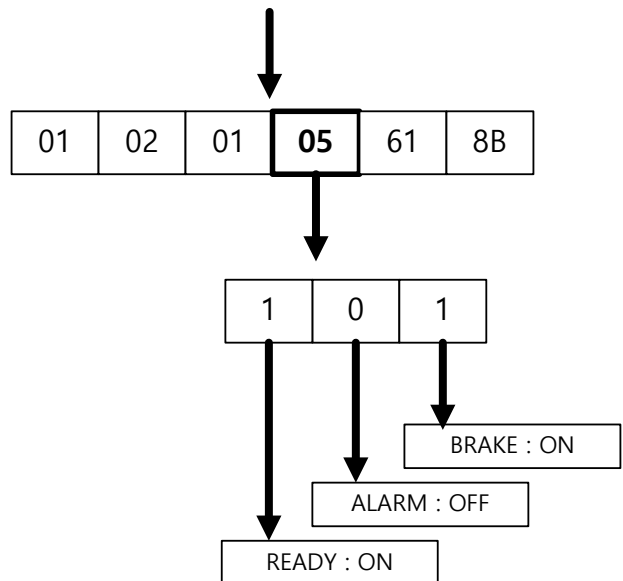 01 02 01 05 61 8B
1 0 1
BRAKE : ON
ALARM : OFF
READY : ON